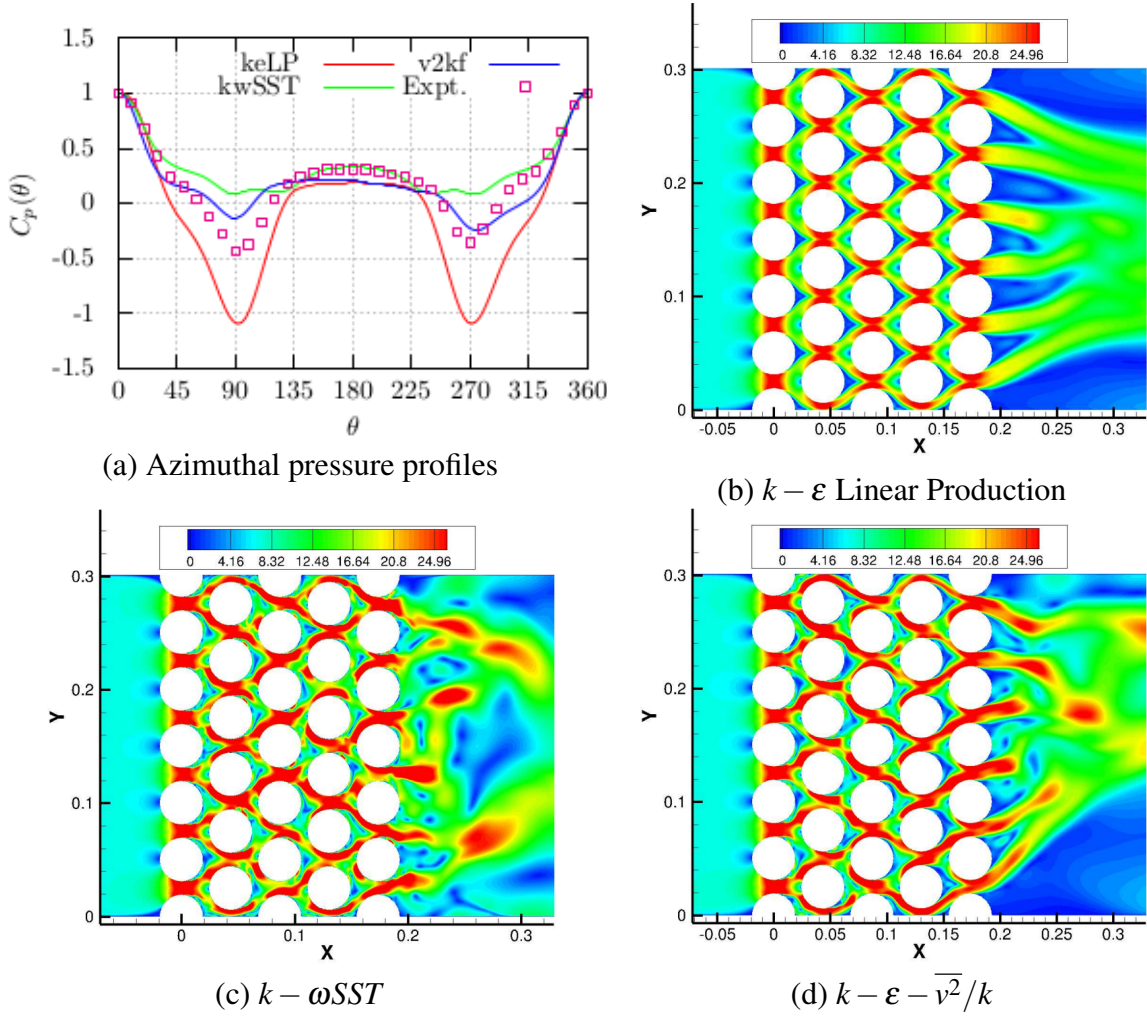 1.5
1
0.5
0
-0.5
-1
-1.5
C_p(θ)
keLP
v2kf
kwSST
Expt.
0 45 90 135 180 225 270 315 360
θ
(a) Azimuthal pressure profiles
0 4.16 8.32 12.48 16.64 20.8 24.96
0.3
0.2
Y
0.1
0
-0.05 0 0.05 0.1 0.15 0.2 0.25 0.3
X
(b) k − ε Linear Production
0 4.16 8.32 12.48 16.64 20.8 24.96
0.3
0.2
Y
0.1
0
0 0.1 0.2 0.3
X
(c) k − ωSST
0 4.16 8.32 12.48 16.64 20.8 24.96
0.3
0.2
Y
0.1
0
-0.05 0 0.05 0.1 0.15 0.2 0.25 0.3
X
(d) k − ε − v̅²̅/k